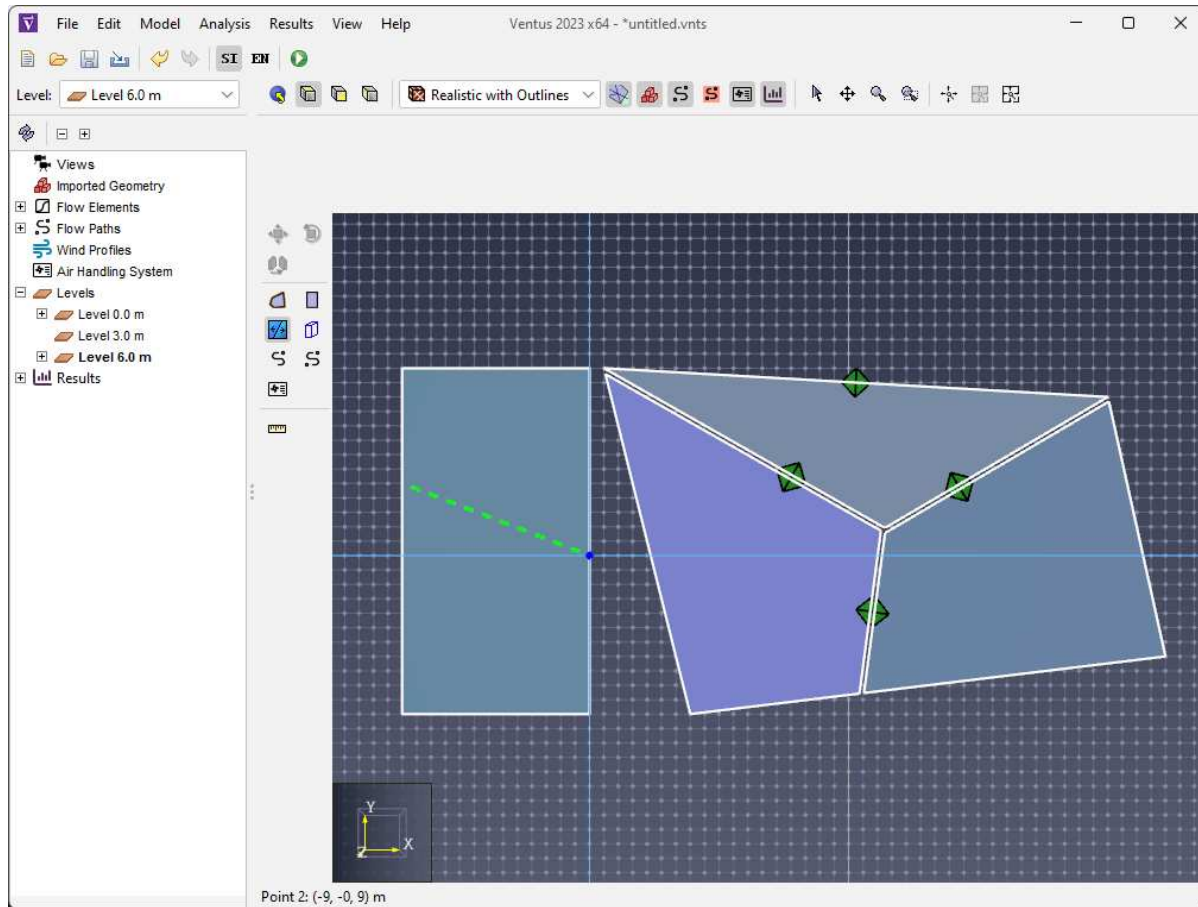 File Edit Model Analysis Results View Help Ventus 2023 x64 - *untitled.vnts
SI EN
Level: Level 6.0 m Realistic with Outlines
Views
Imported Geometry
Flow Elements
Flow Paths
Wind Profiles
Air Handling System
Levels
Level 0.0 m
Level 3.0 m
Level 6.0 m
Results
Y
Z X
Point 2: (-9, -0, 9) m